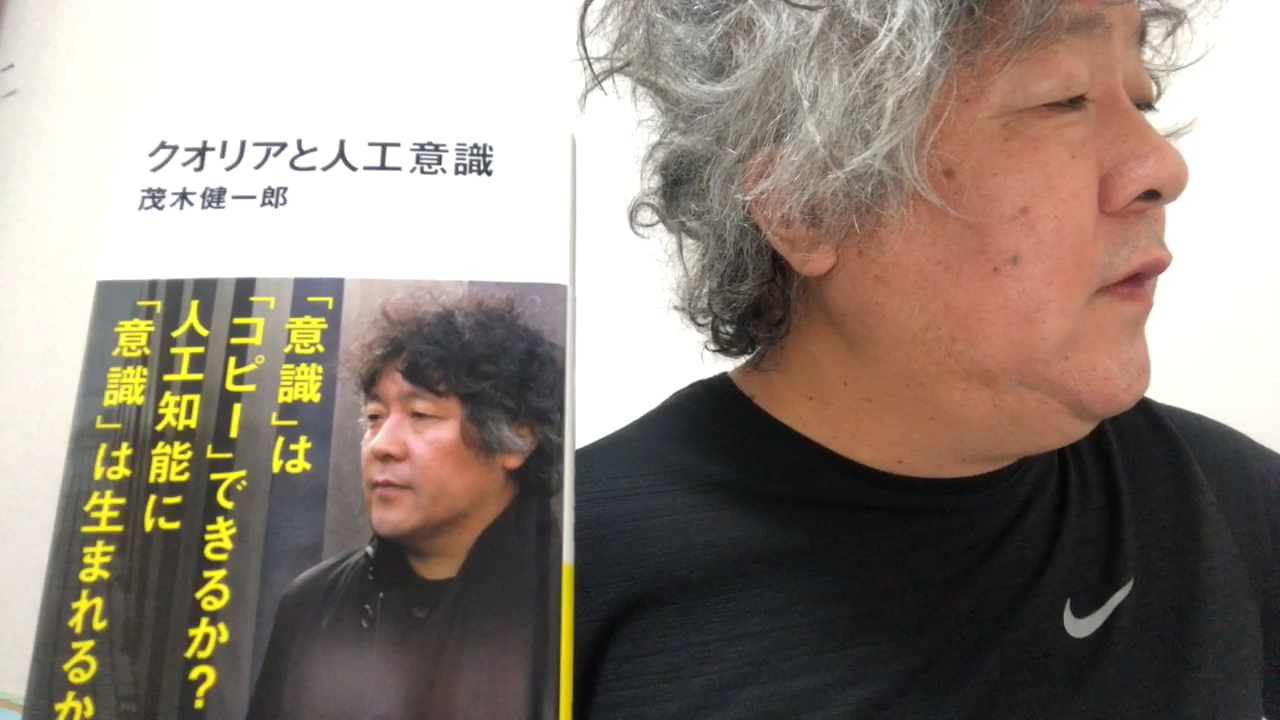 クオリアと人工意識
茂木健一郎
「意識」は
「コピー」できるか？
人工知能に
「意識」は生まれるか